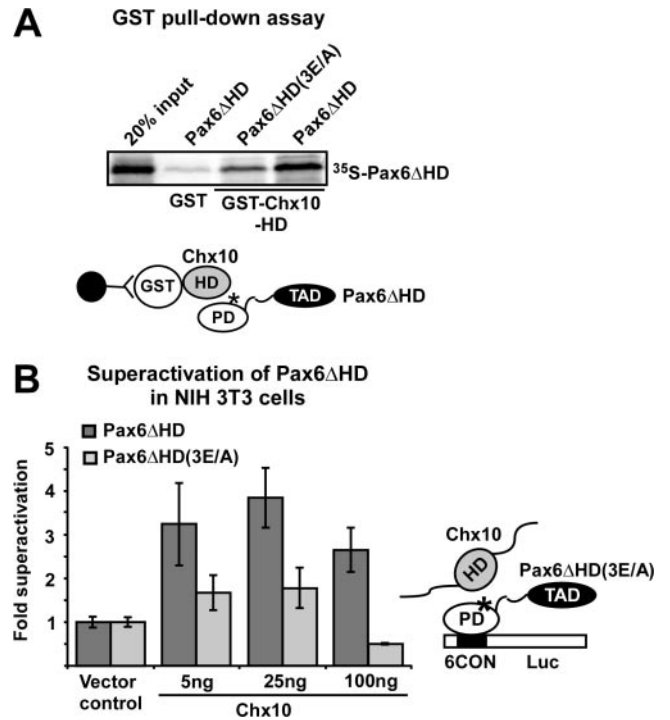 A
GST pull-down assay
20% input
Pax6ΔHD
Pax6ΔHD(3E/A)
Pax6ΔHD
³⁵S-Pax6ΔHD
GST
GST-Chx10
-HD
Chx10
GST
HD
*
PD
TAD
Pax6ΔHD
B
Superactivation of Pax6ΔHD
in NIH 3T3 cells
Pax6ΔHD
Pax6ΔHD(3E/A)
Fold superactivation
5
4
3
2
1
0
Vector
control
5ng
25ng
100ng
Chx10
Chx10
HD
Pax6ΔHD(3E/A)
*
PD
TAD
6CON
Luc